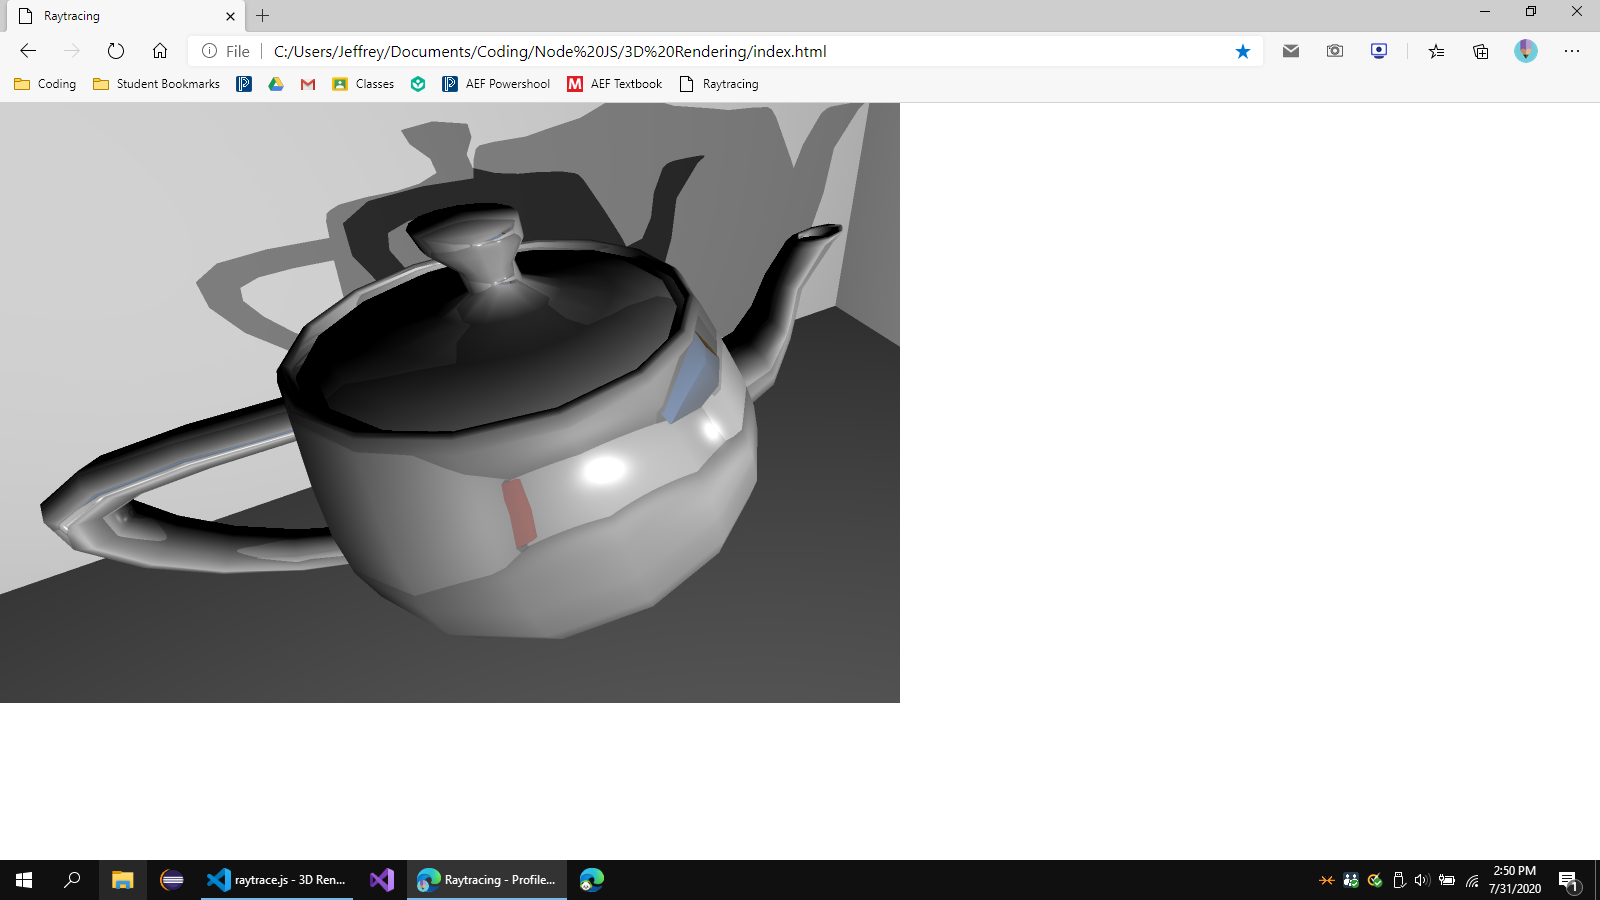 Raytracing
File C:/Users/Jeffrey/Documents/Coding/Node%20JS/3D%20Rendering/index.html
Coding Student Bookmarks Classes AEF Powershool M AEF Textbook Raytracing
raytrace.js - 3D Ren... Raytracing - Profile... 2:50 PM
7/31/2020 1